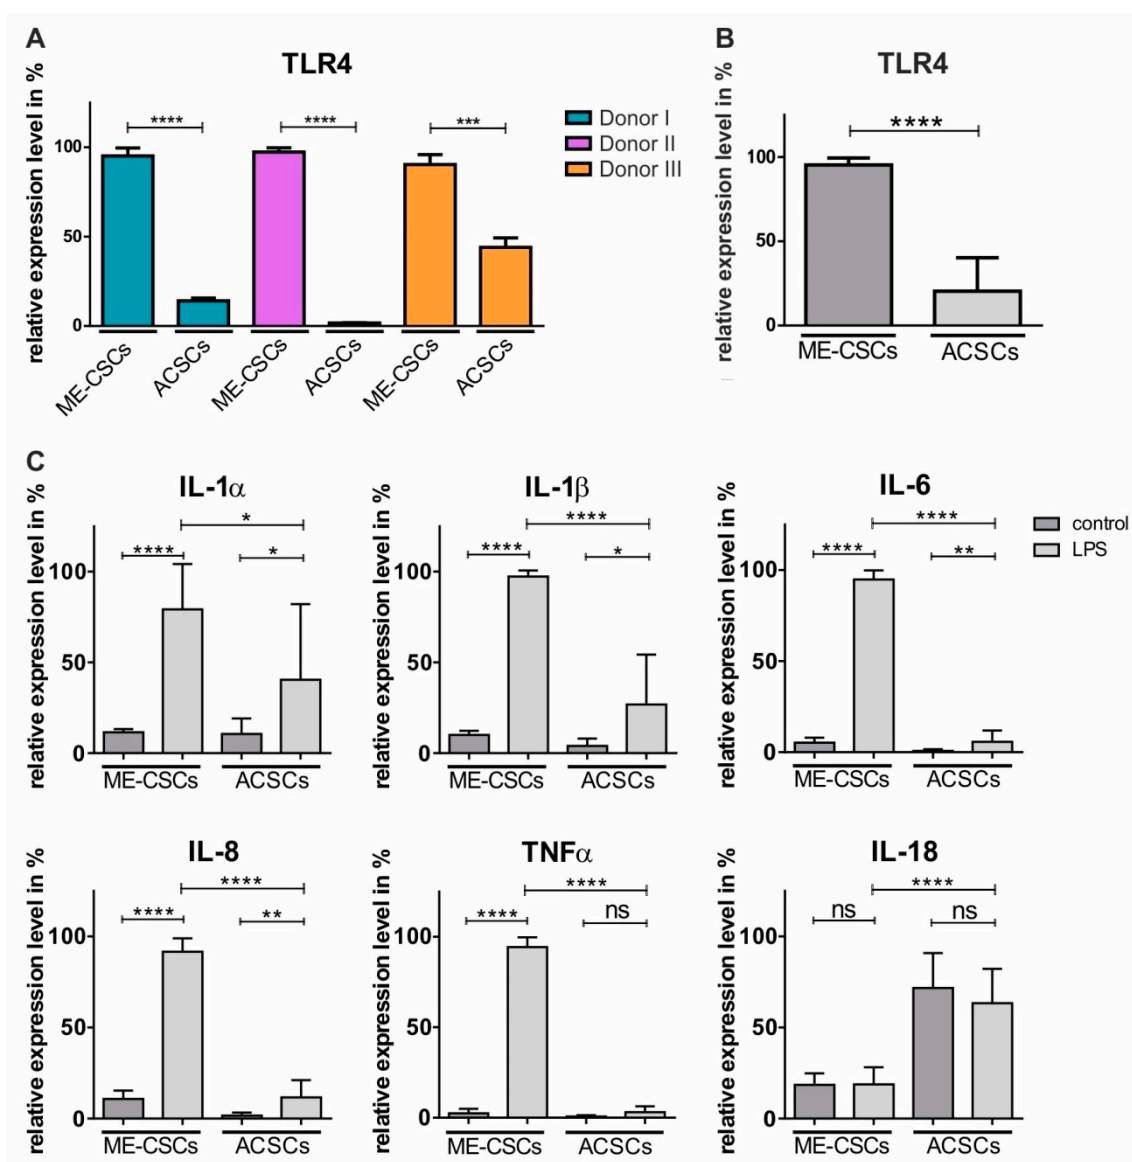 A
TLR4
relative expression level in %
100
50
0
****
****
***
ME-CSCs
ACSCs
ME-CSCs
ACSCs
ME-CSCs
ACSCs
Donor I
Donor II
Donor III
B
TLR4
relative expression level in %
100
50
0
****
ME-CSCs
ACSCs
C
IL-1α
relative expression level in %
100
50
0
*
****
*
ME-CSCs
ACSCs
IL-1β
relative expression level in %
100
50
0
****
****
*
ME-CSCs
ACSCs
IL-6
relative expression level in %
100
50
0
****
****
**
ME-CSCs
ACSCs
control
LPS
IL-8
relative expression level in %
100
50
0
****
****
**
ME-CSCs
ACSCs
TNFα
relative expression level in %
100
50
0
****
****
ns
ME-CSCs
ACSCs
IL-18
relative expression level in %
100
50
0
****
ns
ns
ME-CSCs
ACSCs